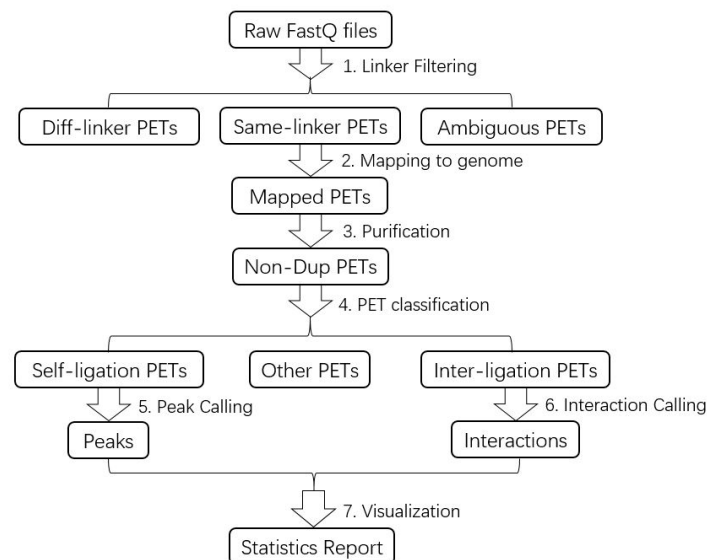 Raw FastQ files
1. Linker Filtering
Diff-linker PETs
Same-linker PETs
Ambiguous PETs
2. Mapping to genome
Mapped PETs
3. Purification
Non-Dup PETs
4. PET classification
Self-ligation PETs
Other PETs
Inter-ligation PETs
5. Peak Calling
6. Interaction Calling
Peaks
Interactions
7. Visualization
Statistics Report